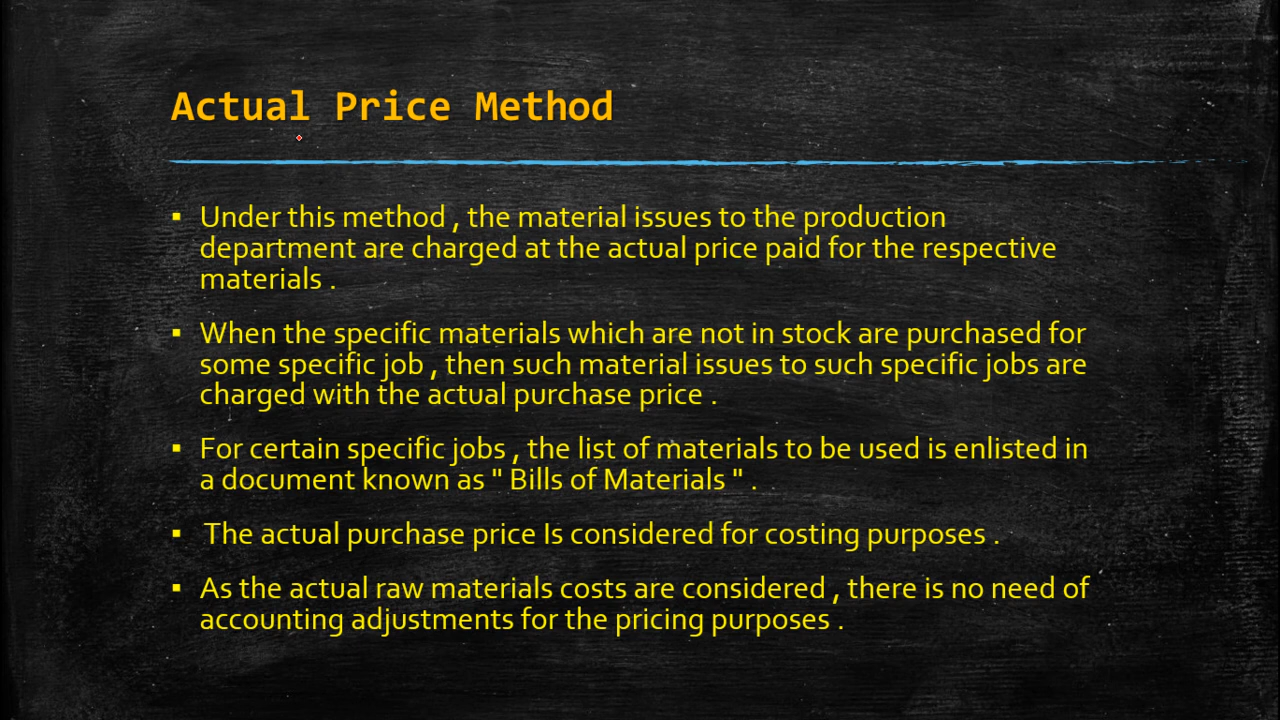 Actual Price Method
▪ Under this method , the material issues to the production
department are charged at the actual price paid for the respective
materials .
▪ When the specific materials which are not in stock are purchased for
some specific job , then such material issues to such specific jobs are
charged with the actual purchase price .
▪ For certain specific jobs , the list of materials to be used is enlisted in
a document known as " Bills of Materials " .
▪ The actual purchase price Is considered for costing purposes .
▪ As the actual raw materials costs are considered , there is no need of
accounting adjustments for the pricing purposes .